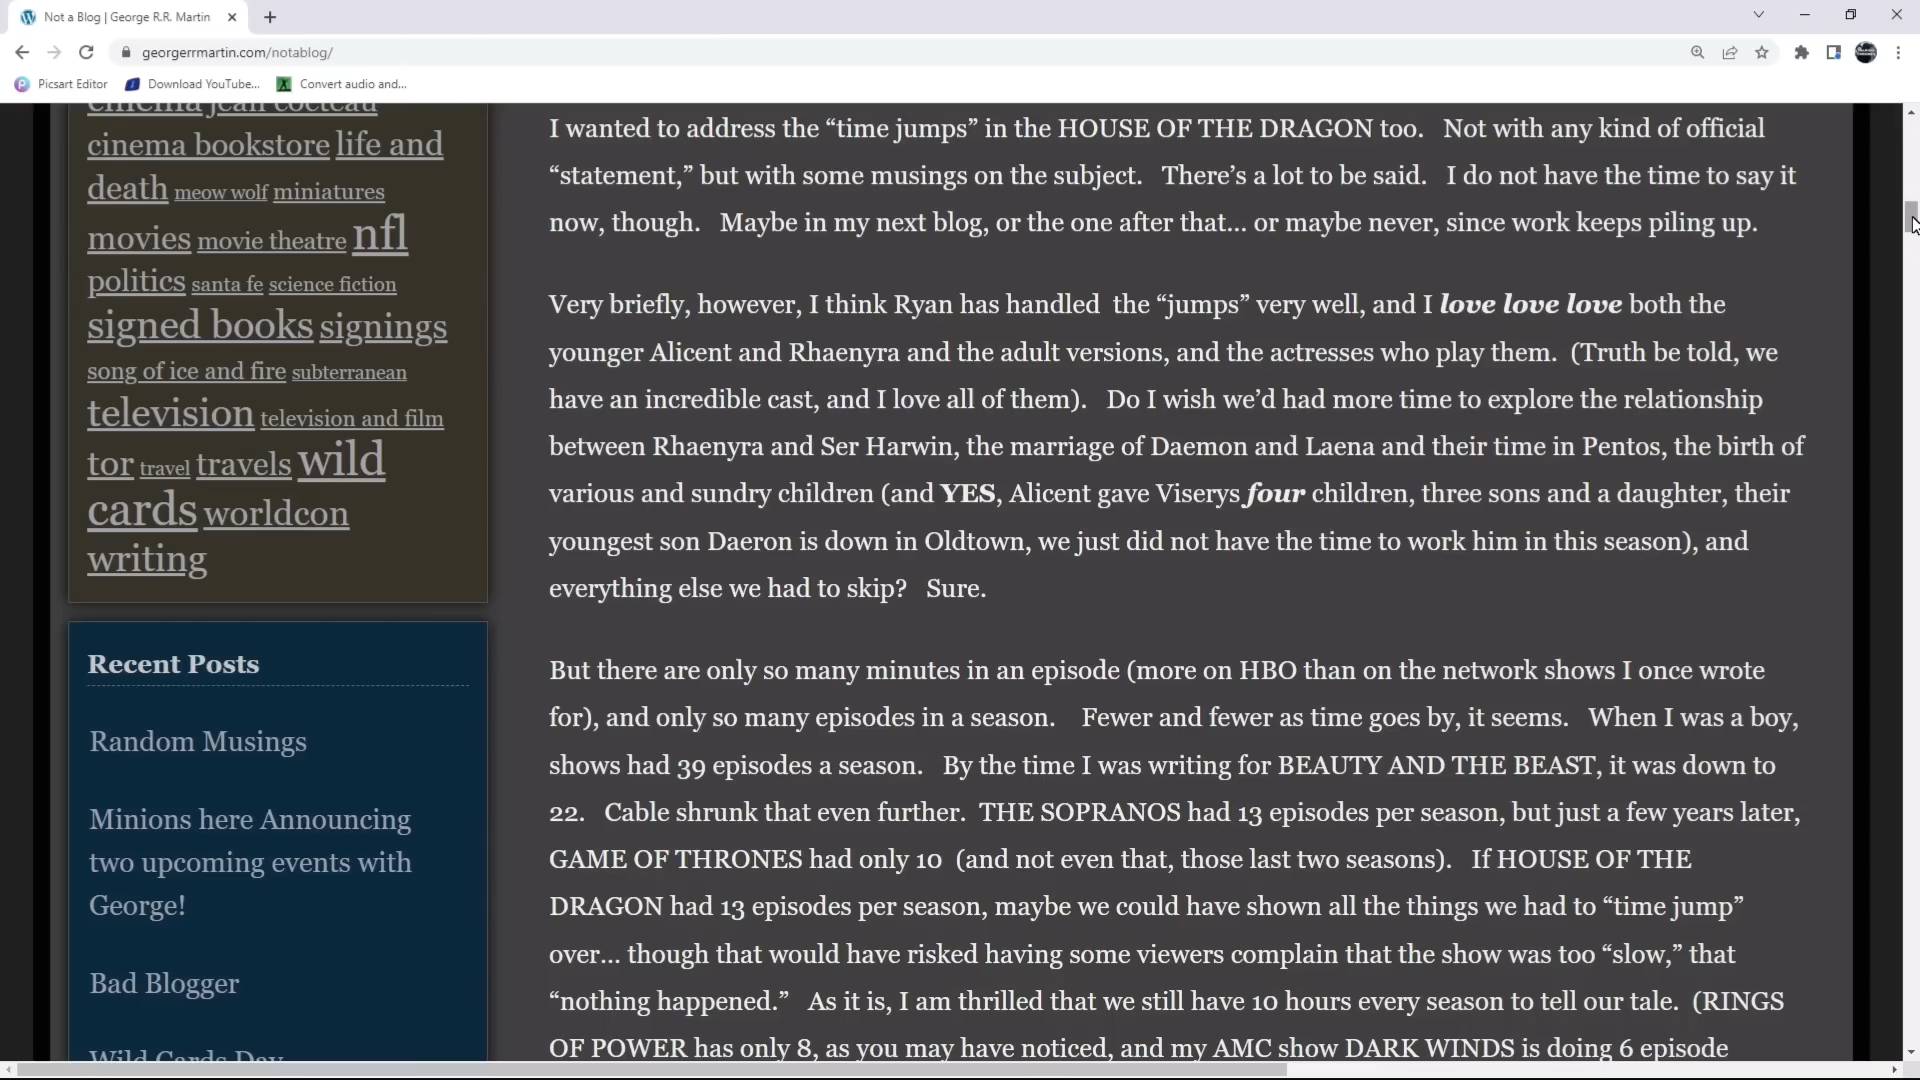 Not a Blog | George R.R. Martin
georgerrmartin.com/notablog/
Picsart Editor
Download YouTube...
Convert audio and...
cinema jean cocteau
cinema bookstore life and
death meow wolf miniatures
movies movie theatre nfl
politics santa fe science fiction
signed books signings
song of ice and fire subterranean
television television and film
tor travel travels wild
cards worldcon
writing
Recent Posts
Random Musings
Minions here Announcing
two upcoming events with
George!
Bad Blogger
Wild Cards Day
I wanted to address the “time jumps” in the HOUSE OF THE DRAGON too. Not with any kind of official
“statement,” but with some musings on the subject. There’s a lot to be said. I do not have the time to say it
now, though. Maybe in my next blog, or the one after that… or maybe never, since work keeps piling up.
Very briefly, however, I think Ryan has handled the “jumps” very well, and I love love love both the
younger Alicent and Rhaenyra and the adult versions, and the actresses who play them. (Truth be told, we
have an incredible cast, and I love all of them). Do I wish we’d had more time to explore the relationship
between Rhaenyra and Ser Harwin, the marriage of Daemon and Laena and their time in Pentos, the birth of
various and sundry children (and YES, Alicent gave Viserys four children, three sons and a daughter, their
youngest son Daeron is down in Oldtown, we just did not have the time to work him in this season), and
everything else we had to skip? Sure.
But there are only so many minutes in an episode (more on HBO than on the network shows I once wrote
for), and only so many episodes in a season. Fewer and fewer as time goes by, it seems. When I was a boy,
shows had 39 episodes a season. By the time I was writing for BEAUTY AND THE BEAST, it was down to
22. Cable shrunk that even further. THE SOPRANOS had 13 episodes per season, but just a few years later,
GAME OF THRONES had only 10 (and not even that, those last two seasons). If HOUSE OF THE
DRAGON had 13 episodes per season, maybe we could have shown all the things we had to “time jump”
over… though that would have risked having some viewers complain that the show was too “slow,” that
“nothing happened.” As it is, I am thrilled that we still have 10 hours every season to tell our tale. (RINGS
OF POWER has only 8, as you may have noticed, and my AMC show DARK WINDS is doing 6 episode